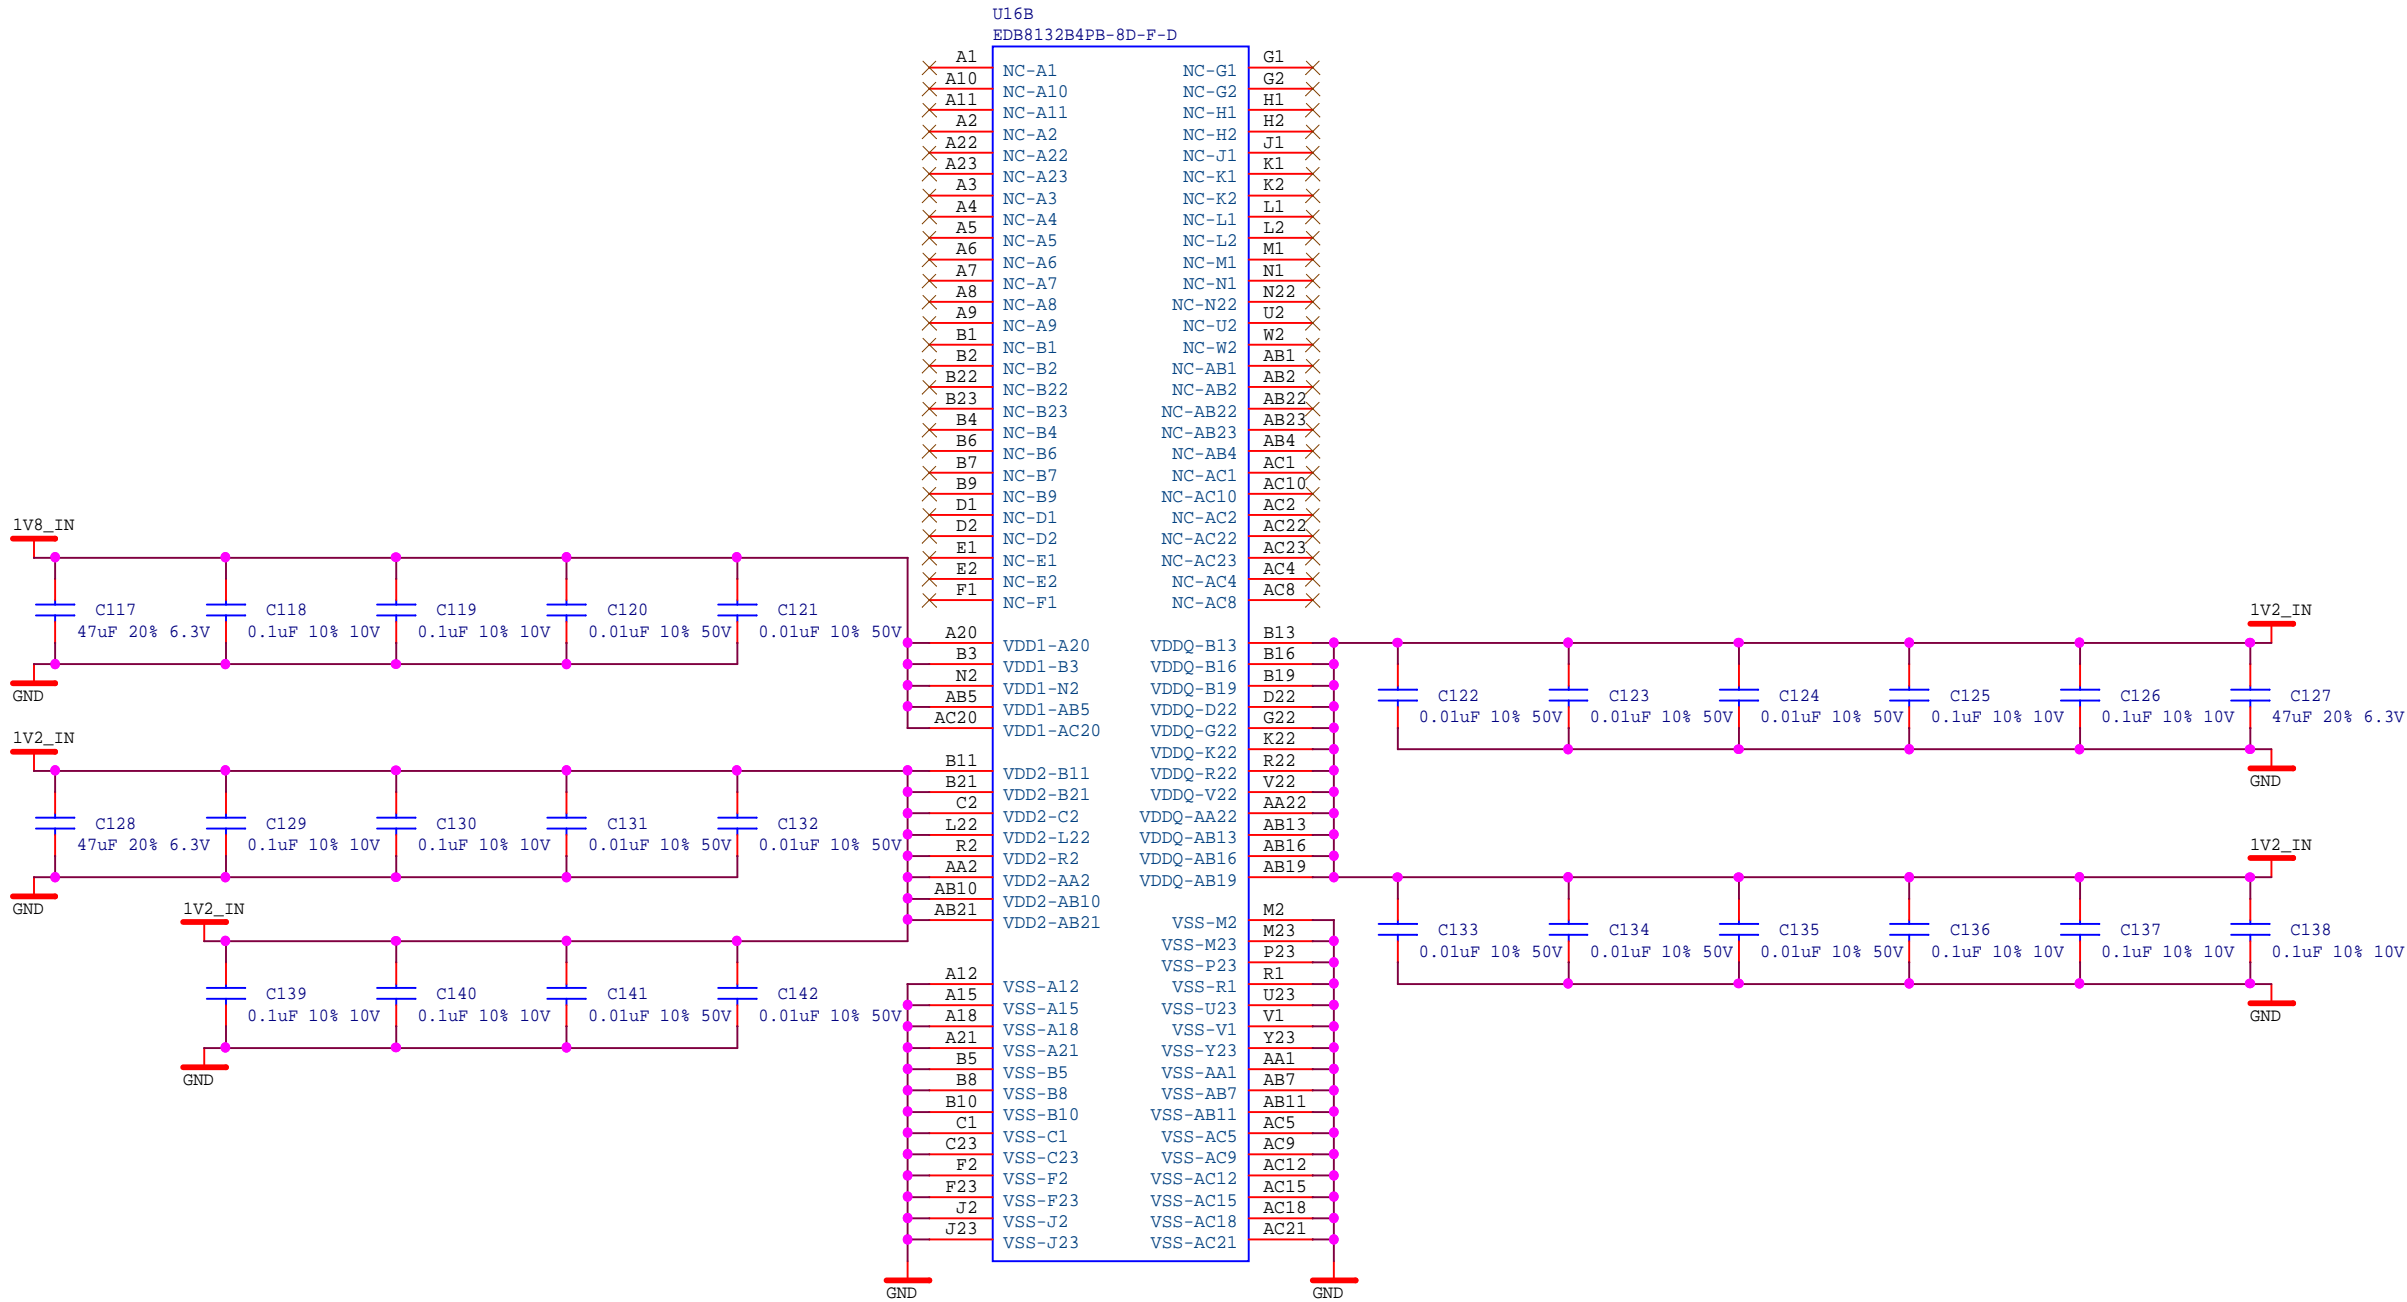 U16B
EDB8132B4PB-8D-F-D
A1 NC-A1 NC-G1 G1
A10 NC-A10 NC-G2 G2
A11 NC-A11 NC-H1 H1
A2 NC-A2 NC-H2 H2
A22 NC-A22 NC-J1 J1
A23 NC-A23 NC-K1 K1
A3 NC-A3 NC-K2 K2
A4 NC-A4 NC-L1 L1
A5 NC-A5 NC-L2 L2
A6 NC-A6 NC-M1 M1
A7 NC-A7 NC-N1 N1
A8 NC-A8 NC-N22 N22
A9 NC-A9 NC-U2 U2
B1 NC-B1 NC-W2 W2
B2 NC-B2 NC-AB1 AB1
B22 NC-B22 NC-AB2 AB2
B23 NC-B23 NC-AB22 AB22
B4 NC-B4 NC-AB23 AB23
B6 NC-B6 NC-AB4 AB4
B7 NC-B7 NC-AC1 AC1
B9 NC-B9 NC-AC10 AC10
D1 NC-D1 NC-AC2 AC2
D2 NC-D2 NC-AC22 AC22
E1 NC-E1 NC-AC23 AC23
E2 NC-E2 NC-AC4 AC4
F1 NC-F1 NC-AC8 AC8
1V8_IN
C117 C118 C119 C120 C121
47uF 20% 6.3V 0.1uF 10% 10V 0.1uF 10% 10V 0.01uF 10% 50V 0.01uF 10% 50V
GND
A20 VDD1-A20 VDDQ-B13 B13
B3 VDD1-B3 VDDQ-B16 B16
N2 VDD1-N2 VDDQ-B19 B19
AB5 VDD1-AB5 VDDQ-D22 D22
AC20 VDD1-AC20 VDDQ-G22 G22
VDDQ-K22 K22
B11 VDD2-B11 VDDQ-R22 R22
B21 VDD2-B21 VDDQ-V22 V22
C2 VDD2-C2 VDDQ-AA22 AA22
L22 VDD2-L22 VDDQ-AB13 AB13
R2 VDD2-R2 VDDQ-AB16 AB16
AA2 VDD2-AA2 VDDQ-AB19 AB19
AB10 VDD2-AB10
AB21 VDD2-AB21 VSS-M2 M2
VSS-M23 M23
VSS-P23 P23
A12 VSS-A12 VSS-R1 R1
A15 VSS-A15 VSS-U23 U23
A18 VSS-A18 VSS-V1 V1
A21 VSS-A21 VSS-Y23 Y23
B5 VSS-B5 VSS-AA1 AA1
B8 VSS-B8 VSS-AB7 AB7
B10 VSS-B10 VSS-AB11 AB11
C1 VSS-C1 VSS-AC5 AC5
C23 VSS-C23 VSS-AC9 AC9
F2 VSS-F2 VSS-AC12 AC12
F23 VSS-F23 VSS-AC15 AC15
J2 VSS-J2 VSS-AC18 AC18
J23 VSS-J23 VSS-AC21 AC21
GND GND
1V2_IN
C122 C123 C124 C125 C126 C127
0.01uF 10% 50V 0.01uF 10% 50V 0.01uF 10% 50V 0.1uF 10% 10V 0.1uF 10% 10V 47uF 20% 6.3V
GND
1V2_IN
C128 C129 C130 C131 C132
47uF 20% 6.3V 0.1uF 10% 10V 0.1uF 10% 10V 0.01uF 10% 50V 0.01uF 10% 50V
GND
1V2_IN
C133 C134 C135 C136 C137 C138
0.01uF 10% 50V 0.01uF 10% 50V 0.01uF 10% 50V 0.1uF 10% 10V 0.1uF 10% 10V 0.1uF 10% 10V
GND
1V2_IN
C139 C140 C141 C142
0.1uF 10% 10V 0.1uF 10% 10V 0.01uF 10% 50V 0.01uF 10% 50V
GND